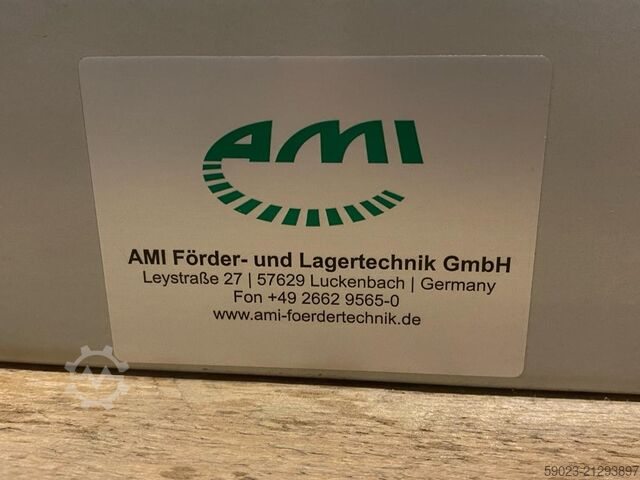 AMI
AMI Förder- und Lagertechnik GmbH
Leystraße 27 | 57629 Luckenbach | Germany
Fon +49 2662 9565-0
www.ami-foerdertechnik.de
59023-21293897